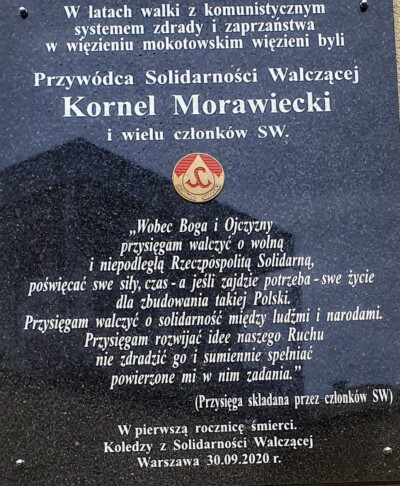 W latach walki z komunistycznym
systemem zdrady i zaprzaństwa
w więzieniu mokotowskim więzieni byli
Przywódca Solidarności Walczącej
Kornel Morawiecki
i wielu członków SW.
„Wobec Boga i Ojczyzny
przysięgam walczyć o wolną
i niepodległą Rzeczpospolitą Solidarną,
poświęcać swe siły, czas - a jeśli zajdzie potrzeba - swe życie
dla zbudowania takiej Polski.
Przysięgam walczyć o solidarność między ludźmi i narodami.
Przysięgam rozwijać idee naszego Ruchu
nie zdradzić go i sumiennie spełniać
powierzone mi w nim zadania.”
(Przysięga składana przez członków SW)
W pierwszą rocznicę śmierci.
Koledzy z Solidarności Walczącej
Warszawa 30.09.2020 r.